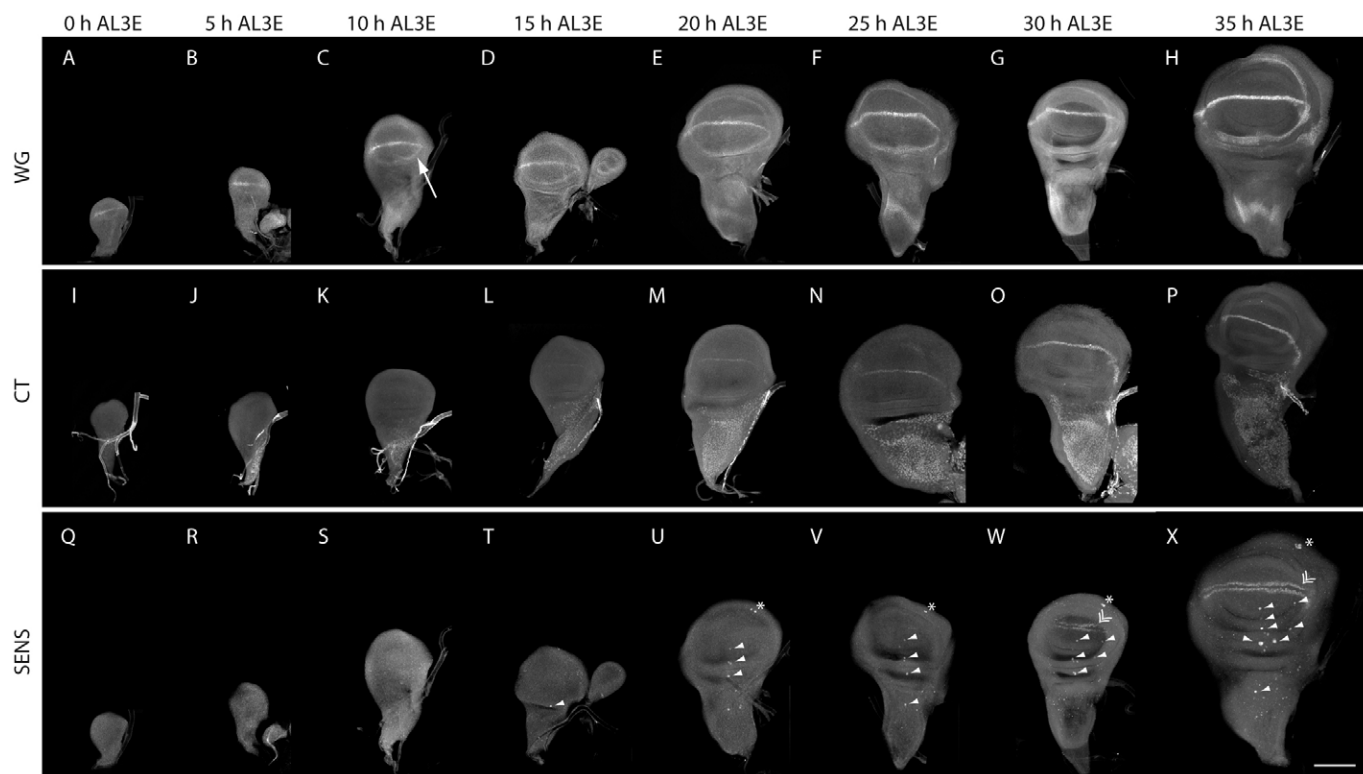 0 h AL3E 5 h AL3E 10 h AL3E 15 h AL3E 20 h AL3E 25 h AL3E 30 h AL3E 35 h AL3E
WG
A B C D E F G H
CT
I J K L M N O P
SENS
Q R S T U V W X
* * * *